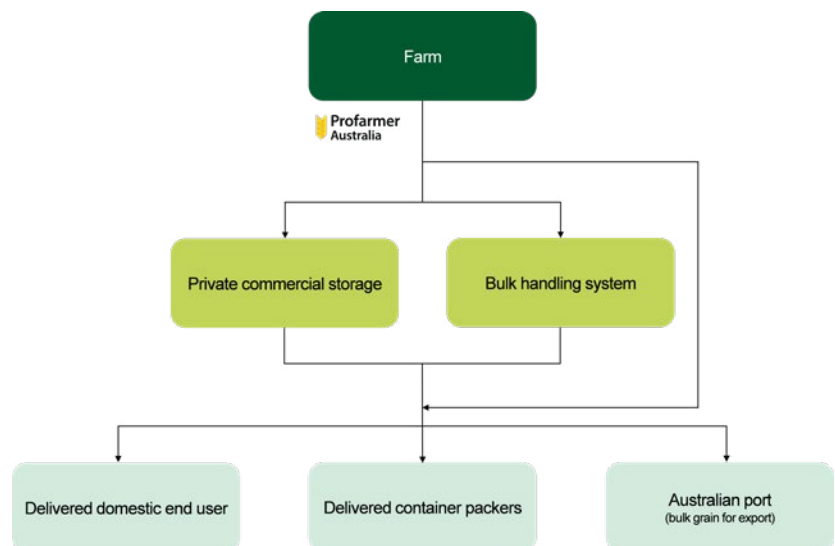 Farm
Profarmer
Australia
Private commercial storage
Bulk handling system
Delivered domestic end user
Delivered container packers
Australian port
(bulk grain for export)